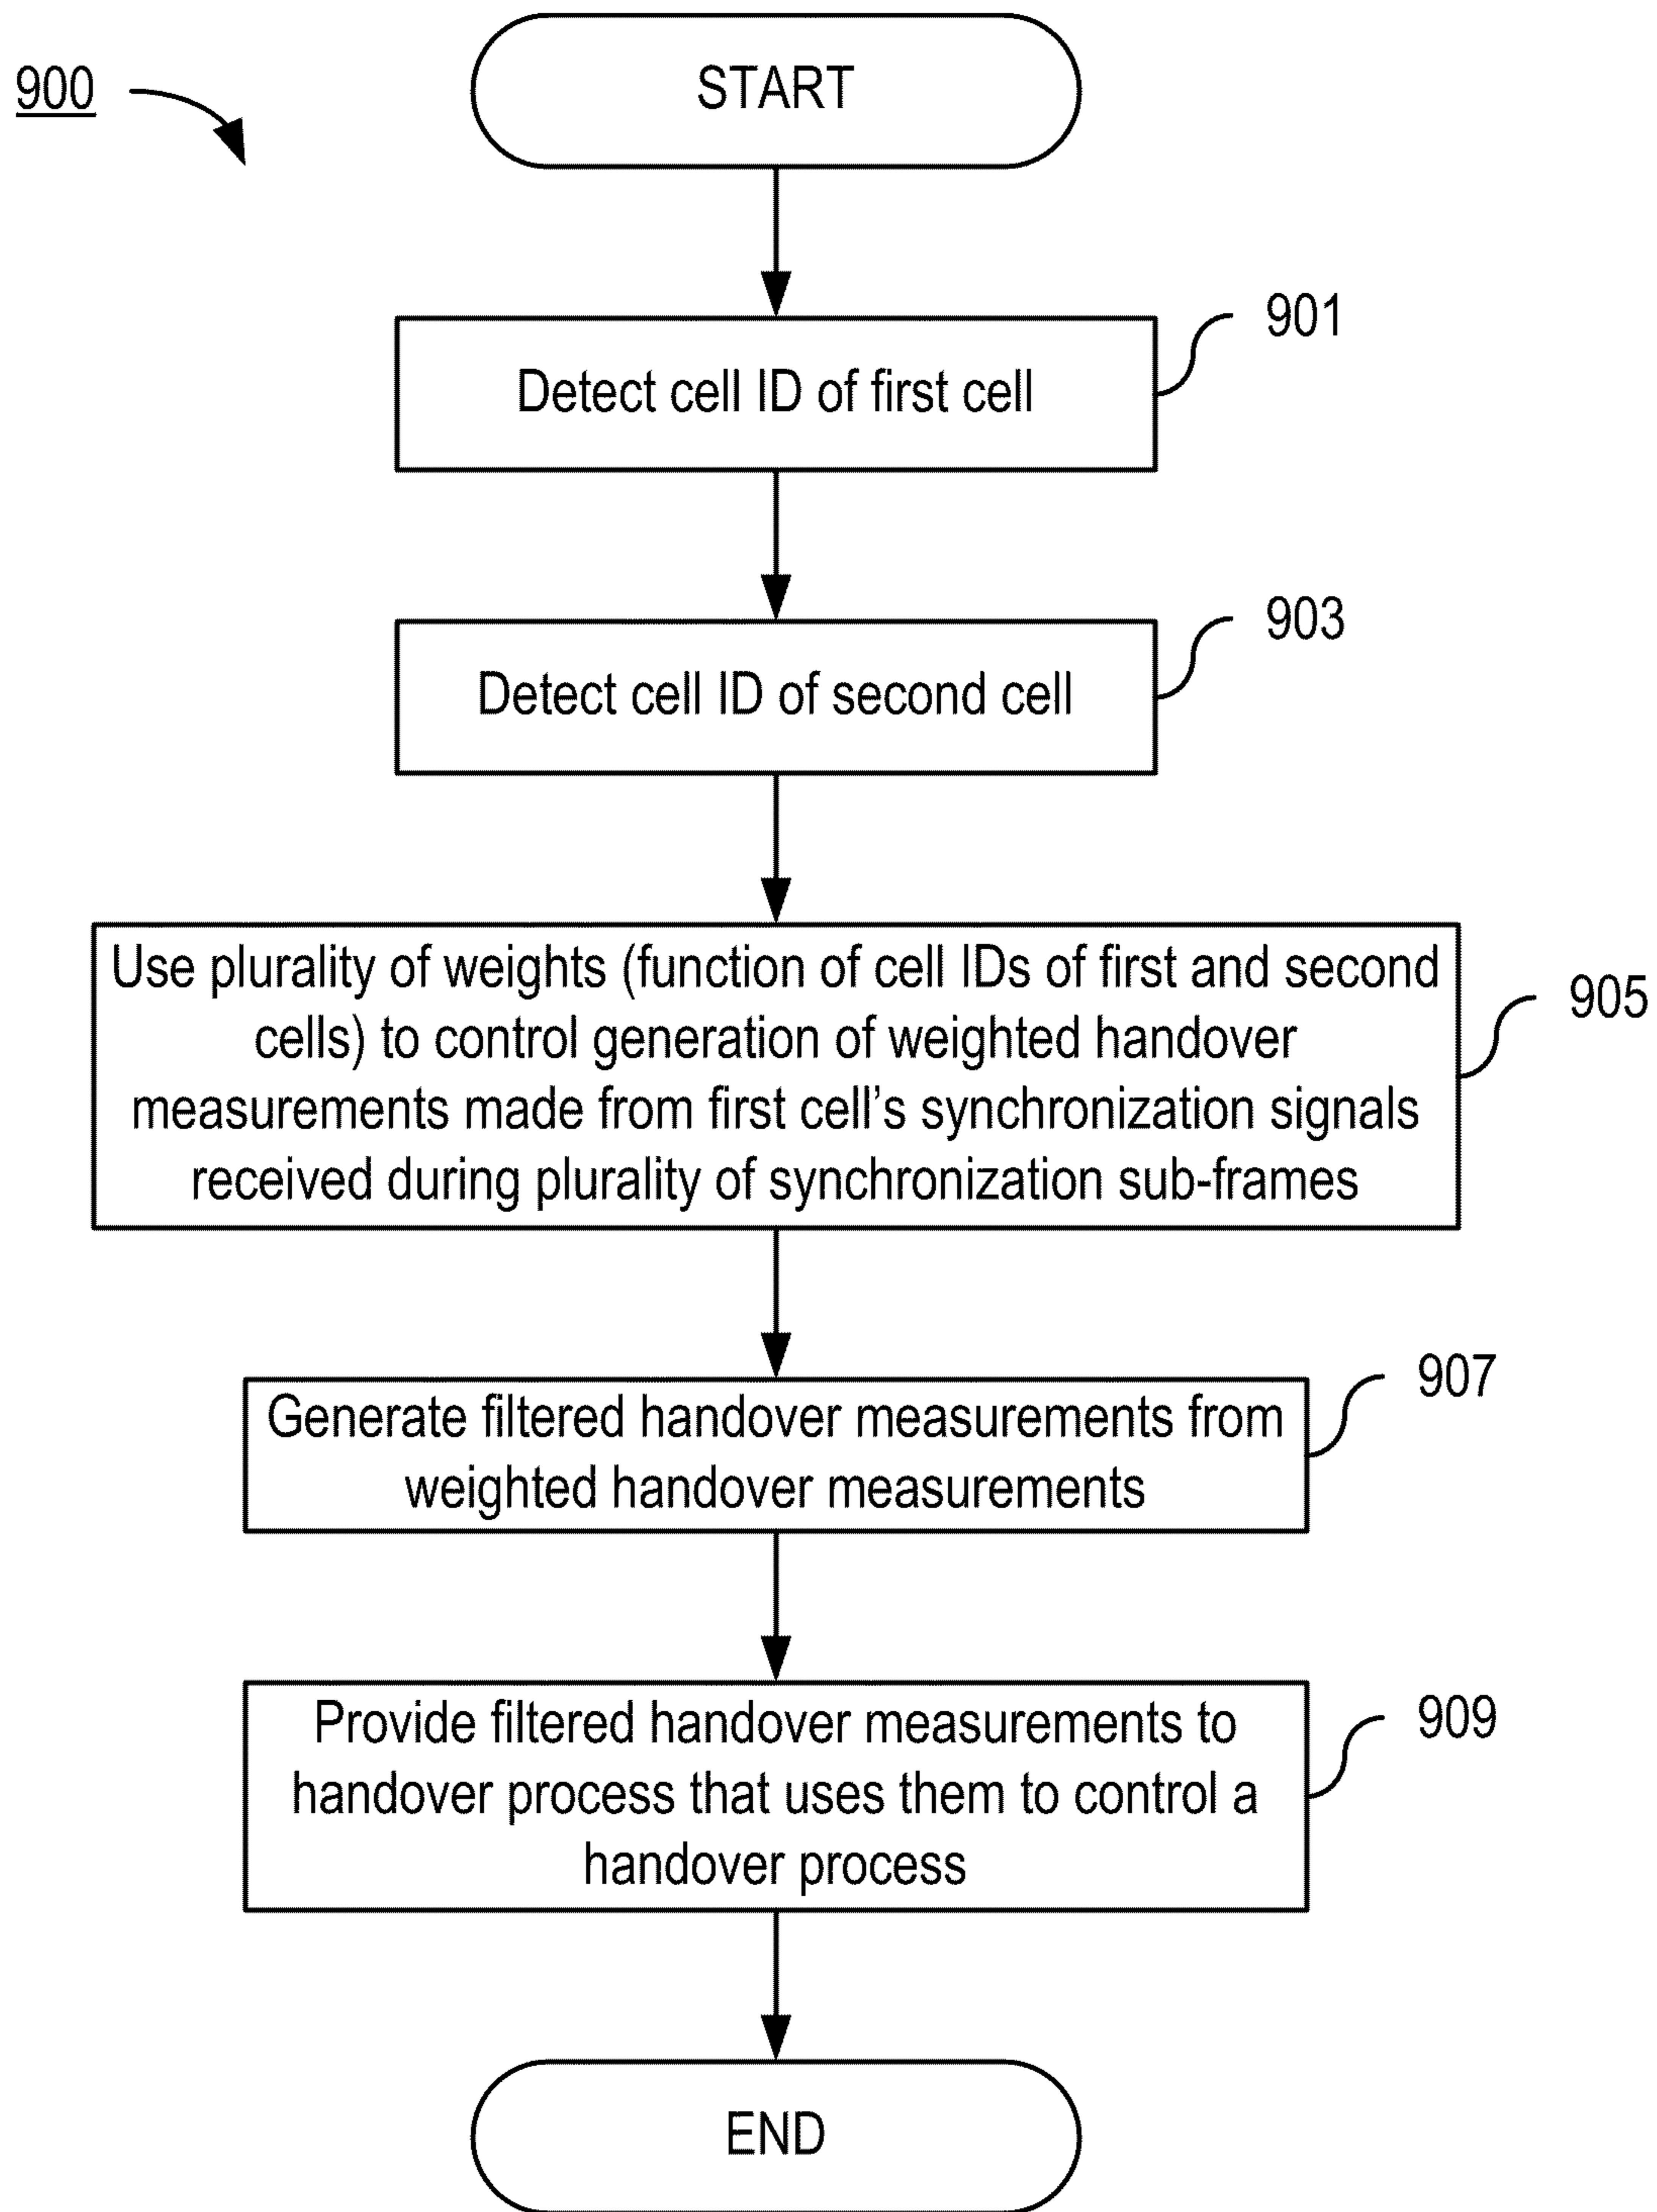 900
START
901
Detect cell ID of first cell
903
Detect cell ID of second cell
905
Use plurality of weights (function of cell IDs of first and second
cells) to control generation of weighted handover
measurements made from first cell’s synchronization signals
received during plurality of synchronization sub-frames
907
Generate filtered handover measurements from
weighted handover measurements
909
Provide filtered handover measurements to
handover process that uses them to control a
handover process
END